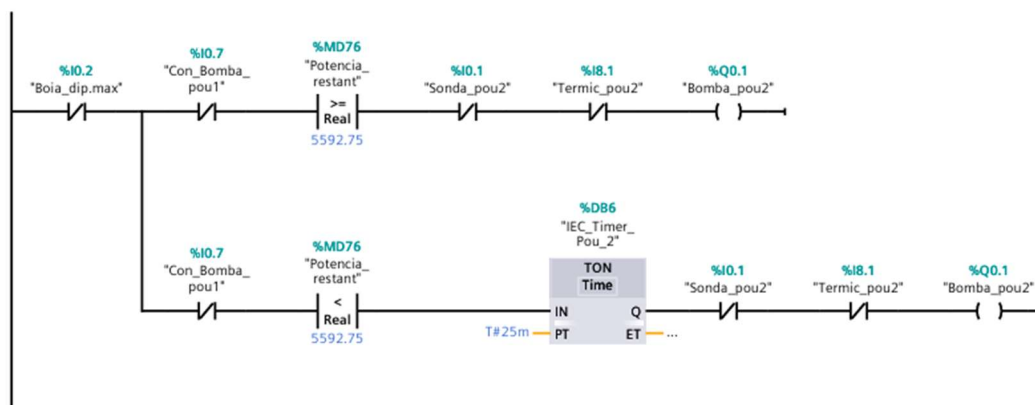 %I0.2
"Boia_dip.max"
%I0.7
"Con_Bomba_
pou1"
%MD76
"Potencia_
restant"
>=
Real
5592.75
%I0.1
"Sonda_pou2"
%I8.1
"Termic_pou2"
%Q0.1
"Bomba_pou2"
%I0.7
"Con_Bomba_
pou1"
%MD76
"Potencia_
restant"
<
Real
5592.75
%DB6
"IEC_Timer_
Pou_2"
TON
Time
IN Q
T#25m PT ET ...
%I0.1
"Sonda_pou2"
%I8.1
"Termic_pou2"
%Q0.1
"Bomba_pou2"